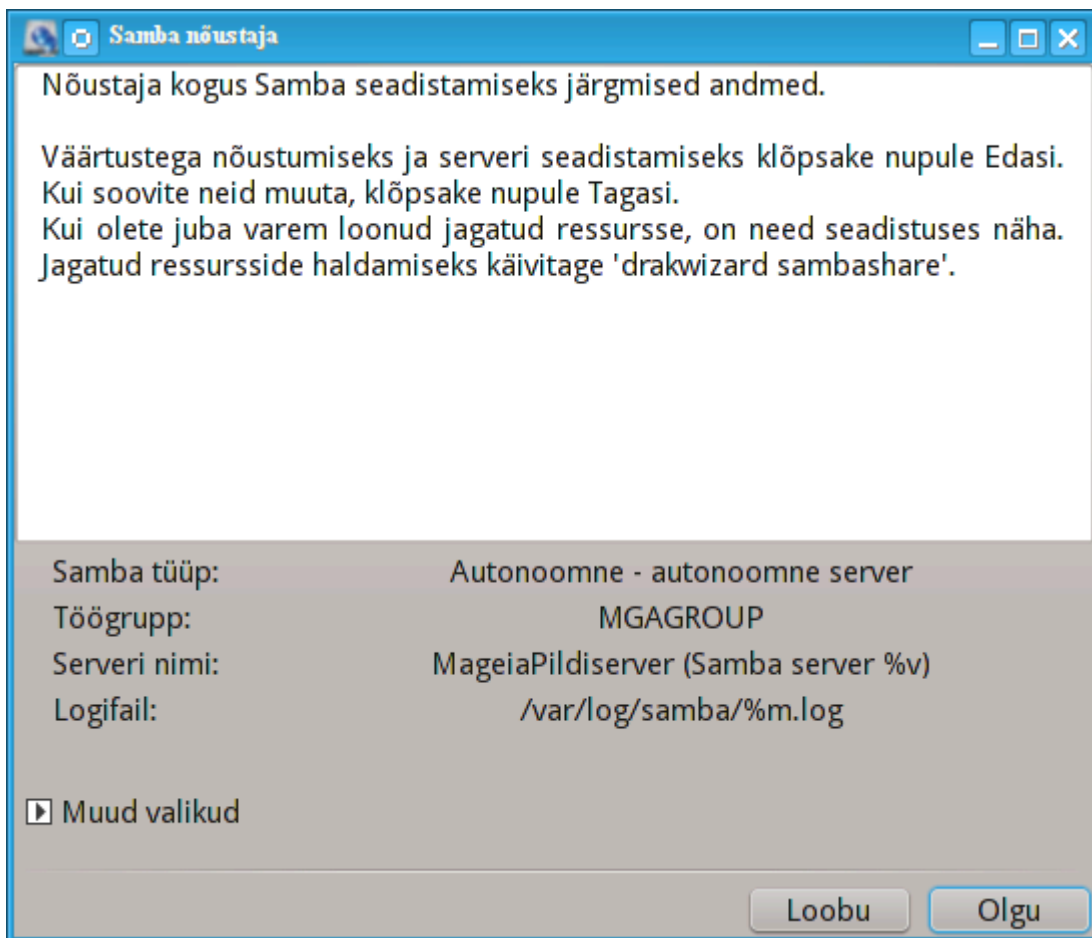 Samba nõustaja
Nõustaja kogus Samba seadistamiseks järgmised andmed.
Väärtustega nõustumiseks ja serveri seadistamiseks klõpsake nupule Edasi.
Kui soovite neid muuta, klõpsake nupule Tagasi.
Kui olete juba varem loonud jagatud ressursse, on need seadistuses näha.
Jagatud ressursside haldamiseks käivitage 'drakwizard sambashare'.
Samba tüüp: Autonoomne - autonoomne server
Töögrupp: MGAGROUP
Serveri nimi: MageiaPildiserver (Samba server %v)
Logifail: /var/log/samba/%m.log
Muud valikud
Loobu Olgu